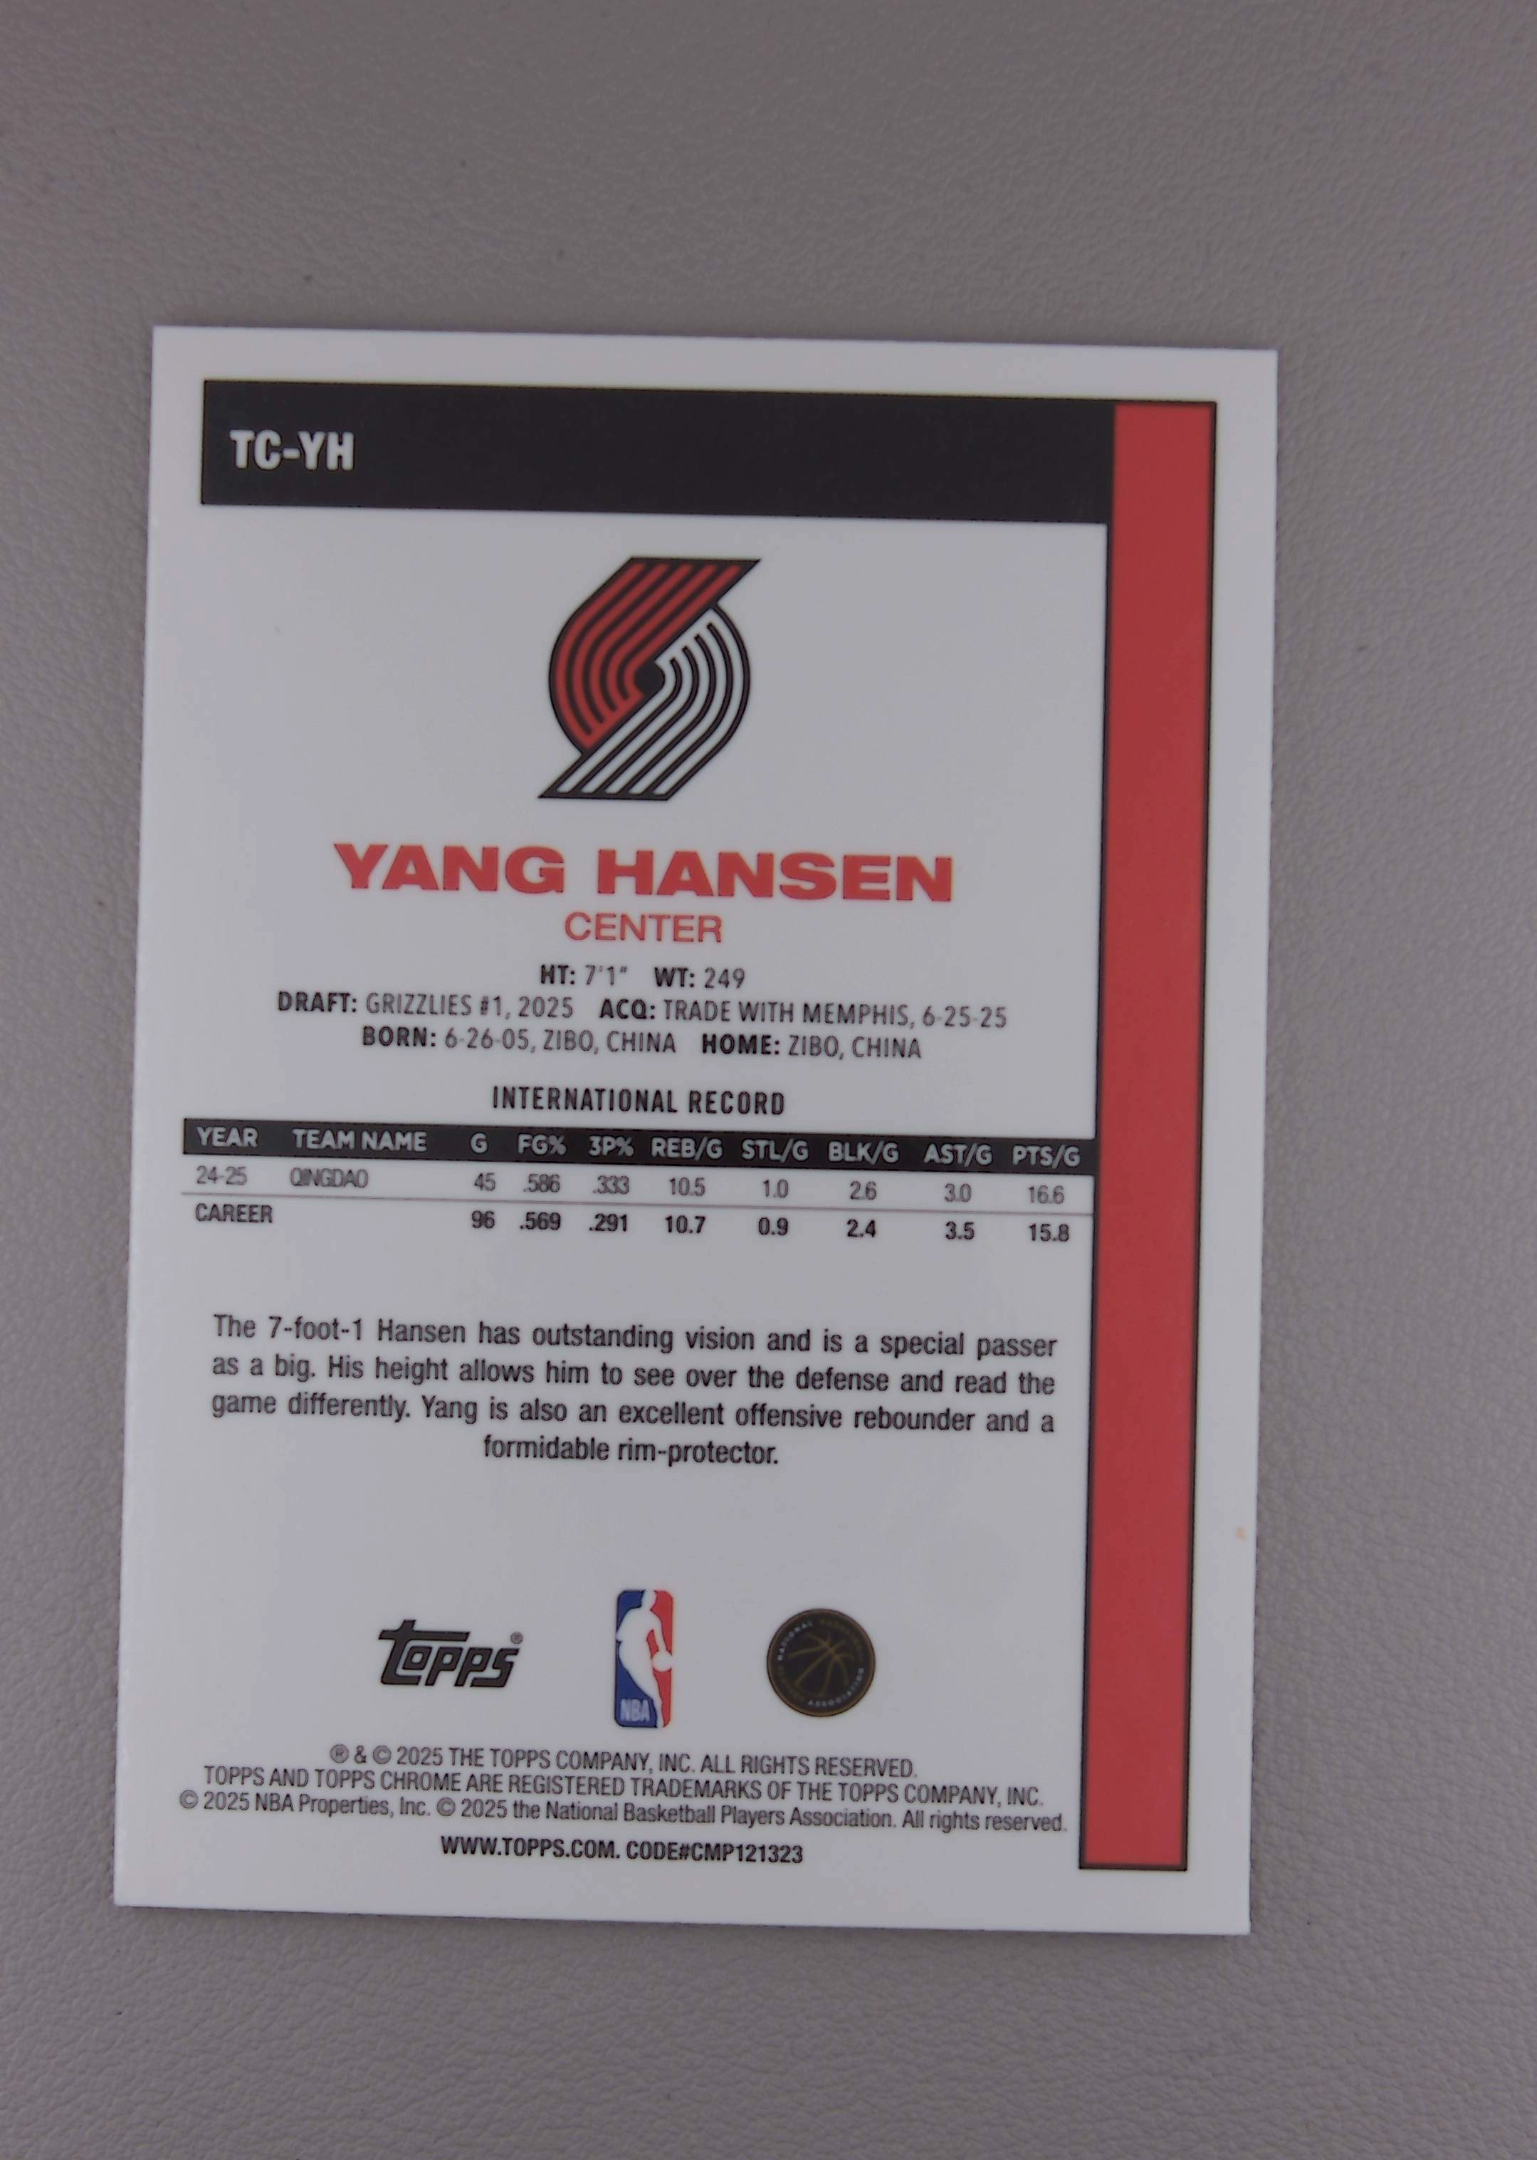 TC-YH
YANG HANSEN
CENTER
HT: 7'1" WT: 249
DRAFT: GRIZZLIES #1, 2025 ACQ: TRADE WITH MEMPHIS, 6-25-25
BORN: 6-26-05, ZIBO, CHINA HOME: ZIBO, CHINA
INTERNATIONAL RECORD
YEAR TEAM NAME G FG% 3P% REB/G STL/G BLK/G AST/G PTS/G
24-25 QINGDAO 45 .586 .333 10.5 1.0 2.6 3.0 16.6
CAREER 96 .569 .291 10.7 0.9 2.4 3.5 15.8
The 7-foot-1 Hansen has outstanding vision and is a special passer
as a big. His height allows him to see over the defense and read the
game differently. Yang is also an excellent offensive rebounder and a
formidable rim-protector.
topps®
NBA
® & © 2025 THE TOPPS COMPANY, INC. ALL RIGHTS RESERVED.
TOPPS AND TOPPS CHROME ARE REGISTERED TRADEMARKS OF THE TOPPS COMPANY, INC.
© 2025 NBA Properties, Inc. © 2025 the National Basketball Players Association. All rights reserved.
WWW.TOPPS.COM. CODE#CMP121323